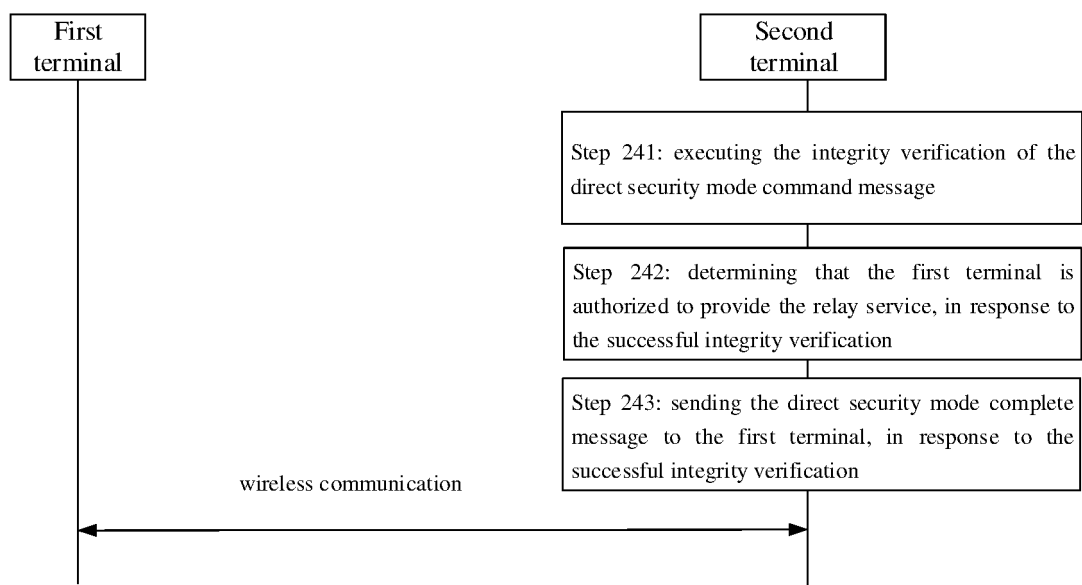 First
terminal
Second
terminal
Step 241: executing the integrity verification of the
direct security mode command message
Step 242: determining that the first terminal is
authorized to provide the relay service, in response to
the successful integrity verification
Step 243: sending the direct security mode complete
message to the first terminal, in response to the
successful integrity verification
wireless communication